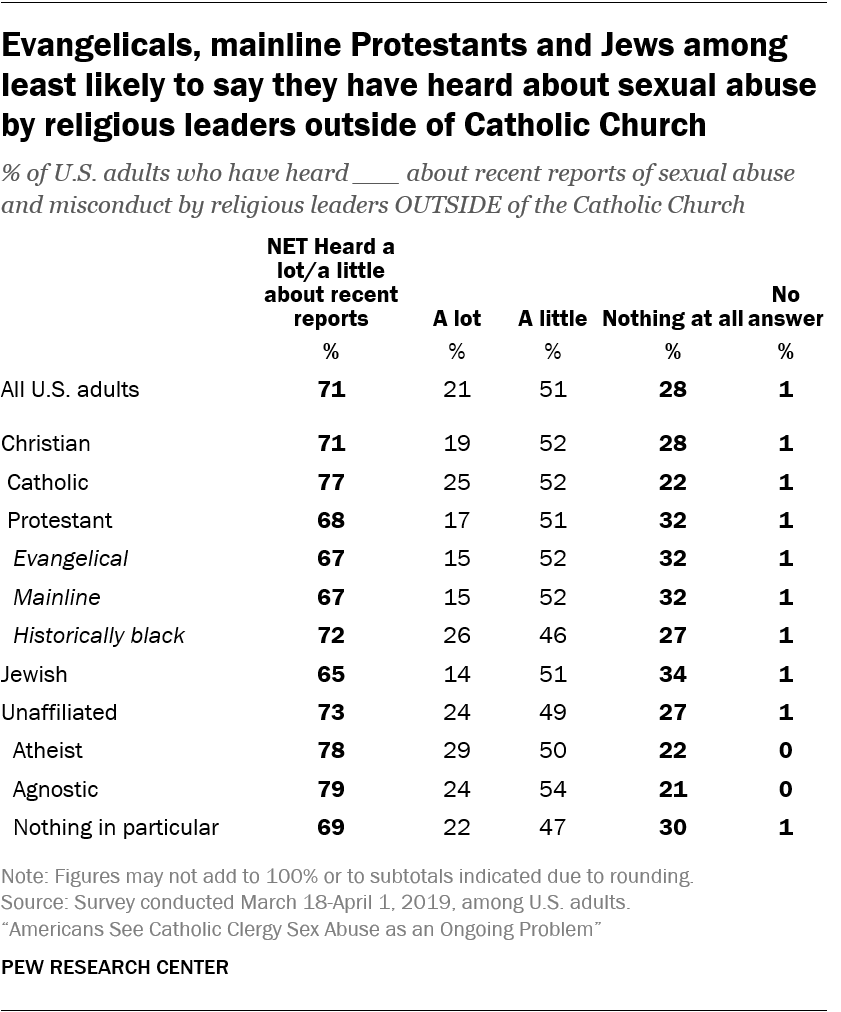 Evangelicals, mainline Protestants and Jews among
least likely to say they have heard about sexual abuse
by religious leaders outside of Catholic Church
% of U.S. adults who have heard ___ about recent reports of sexual abuse
and misconduct by religious leaders OUTSIDE of the Catholic Church
NET Heard a
lot/a little
about recent No
reports A lot A little Nothing at all answer
% % % % %
All U.S. adults 71 21 51 28 1
Christian 71 19 52 28 1
Catholic 77 25 52 22 1
Protestant 68 17 51 32 1
Evangelical 67 15 52 32 1
Mainline 67 15 52 32 1
Historically black 72 26 46 27 1
Jewish 65 14 51 34 1
Unaffiliated 73 24 49 27 1
Atheist 78 29 50 22 0
Agnostic 79 24 54 21 0
Nothing in particular 69 22 47 30 1
Note: Figures may not add to 100% or to subtotals indicated due to rounding.
Source: Survey conducted March 18-April 1, 2019, among U.S. adults.
“Americans See Catholic Clergy Sex Abuse as an Ongoing Problem”
PEW RESEARCH CENTER